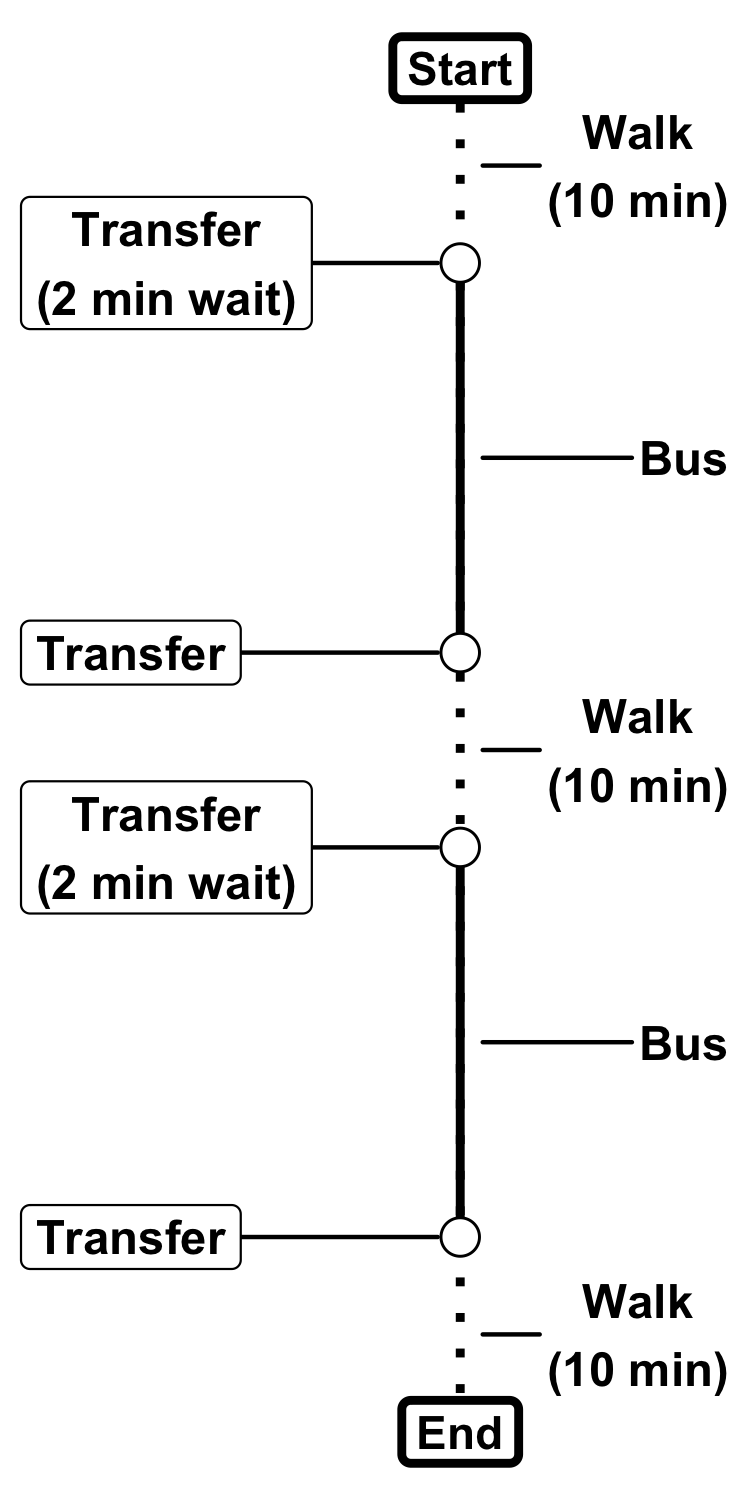 Start
Walk
(10 min)
Transfer
(2 min wait)
Bus
Transfer
Walk
(10 min)
Transfer
(2 min wait)
Bus
Transfer
Walk
(10 min)
End